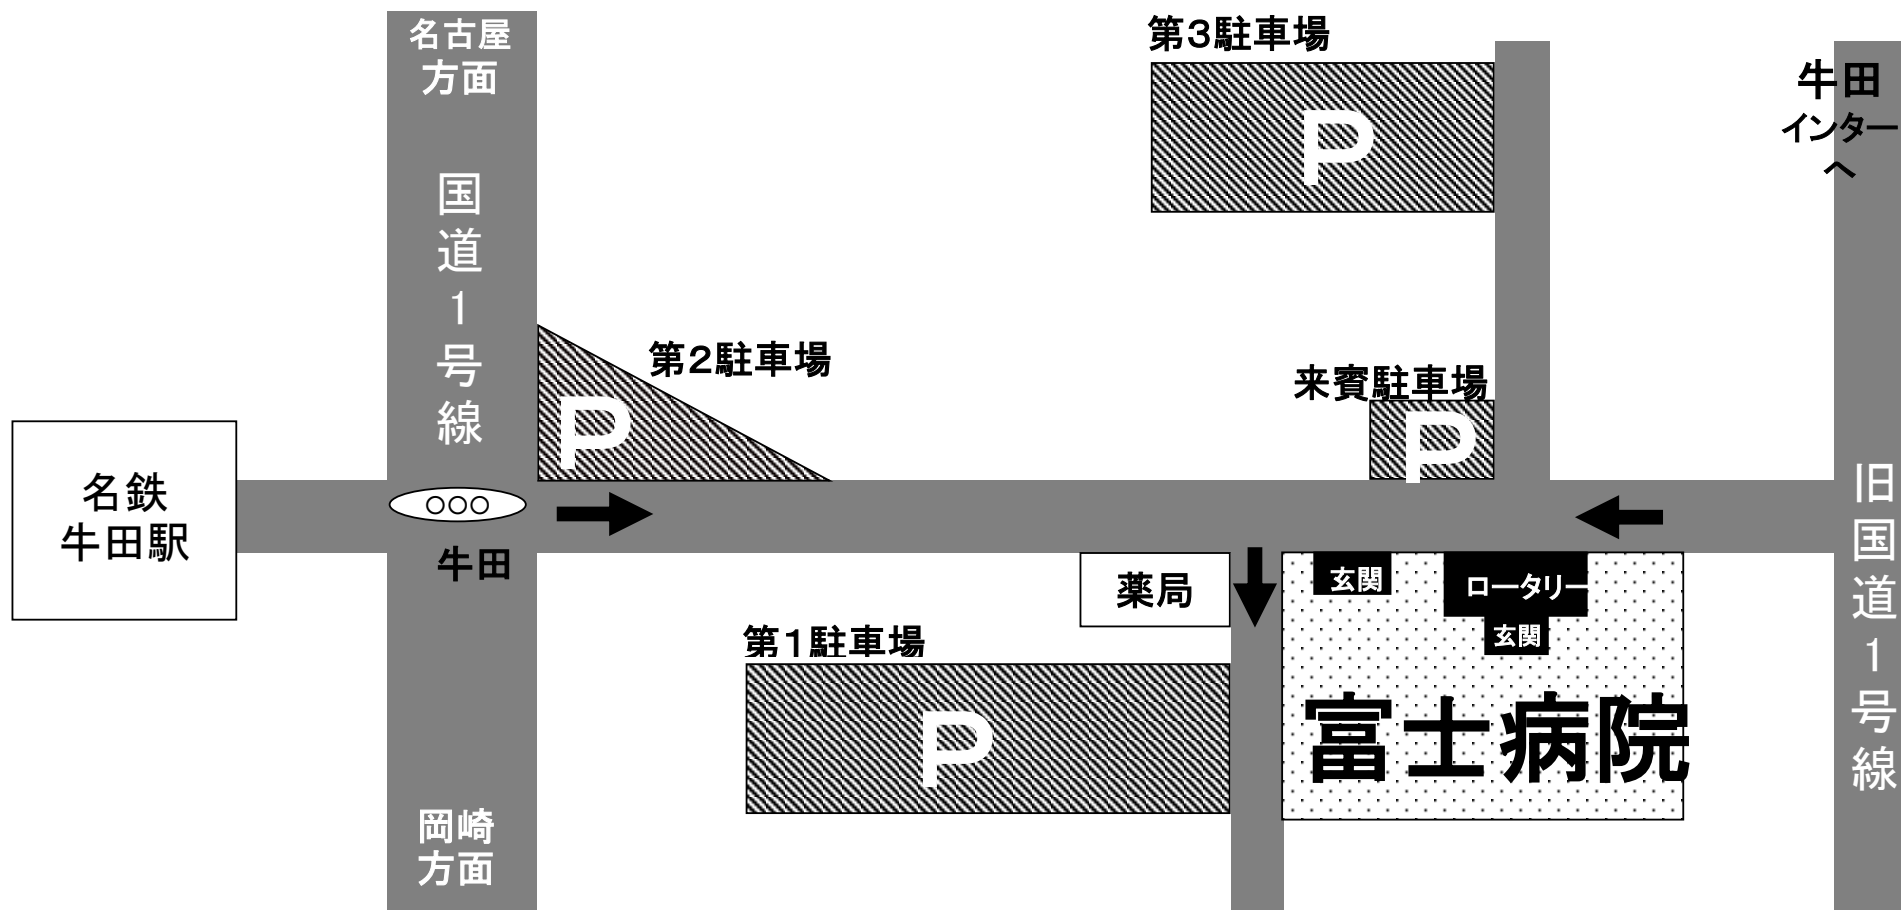 名古屋
方面
国道1号線
第3駐車場
P
牛田
インター
へ
第2駐車場
P
来賓駐車場
P
名鉄
牛田駅
牛田
旧国道1号線
薬局
玄関
ロータリー
玄関
第1駐車場
P
富士病院
岡崎
方面